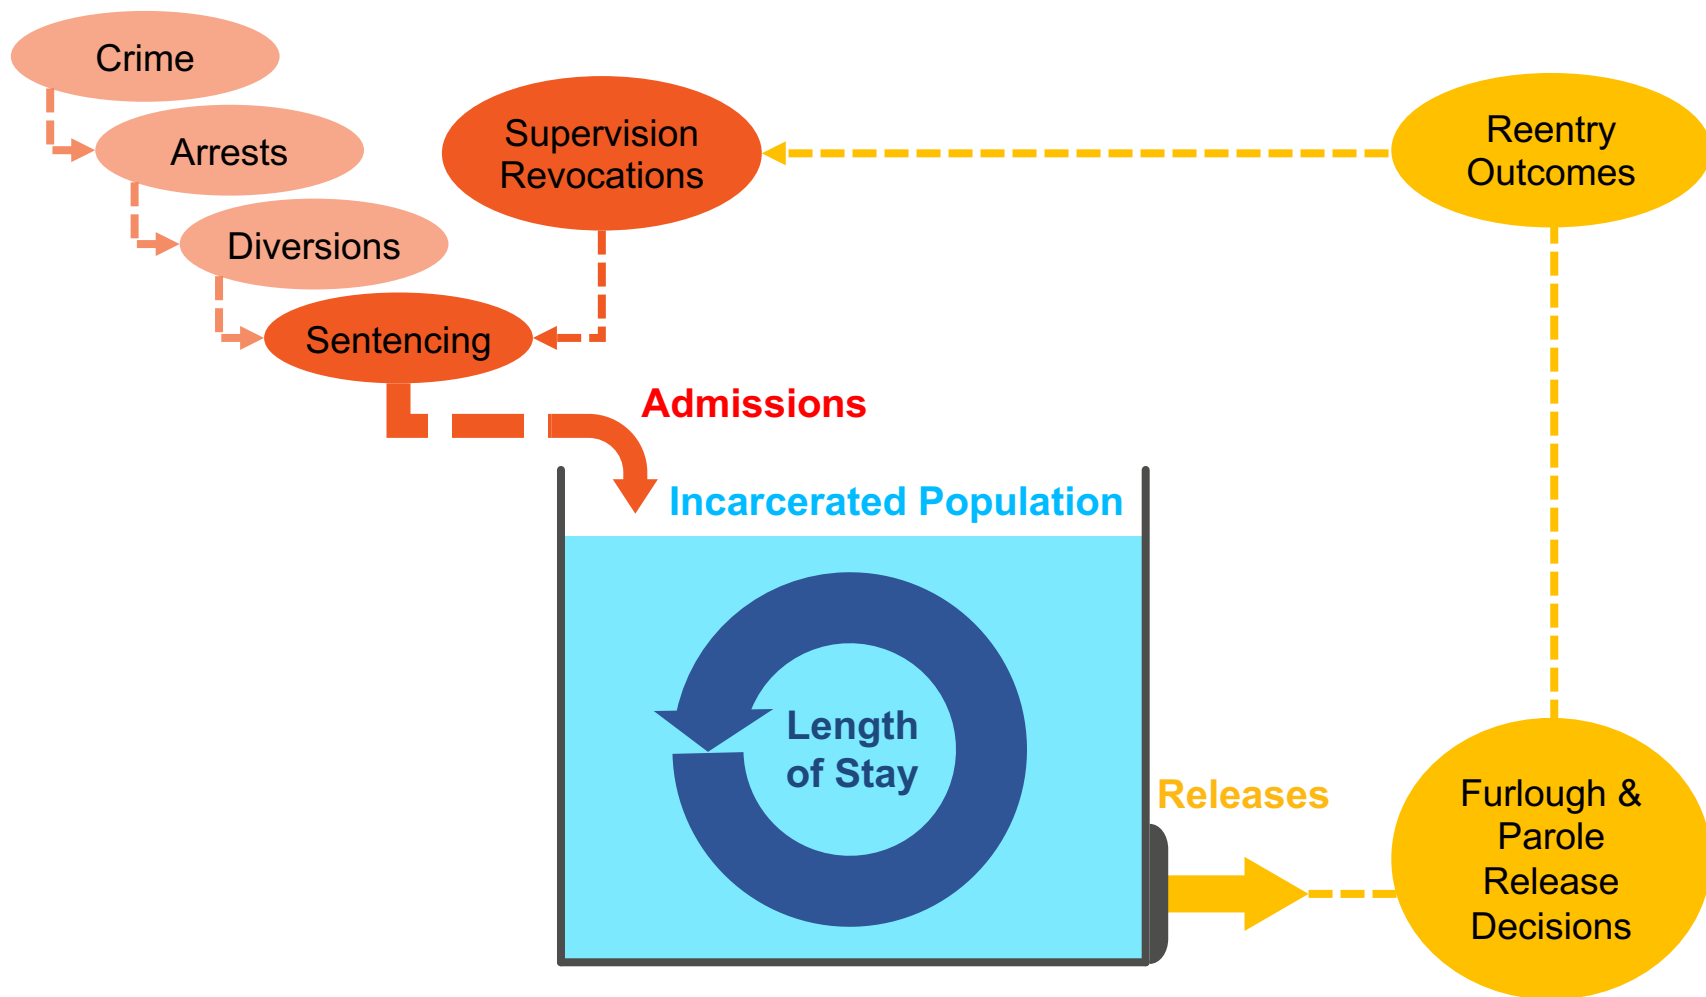 Crime
Arrests
Diversions
Sentencing
Supervision
Revocations
Reentry
Outcomes
Admissions
Incarcerated Population
Length
of Stay
Releases
Furlough &
Parole
Release
Decisions